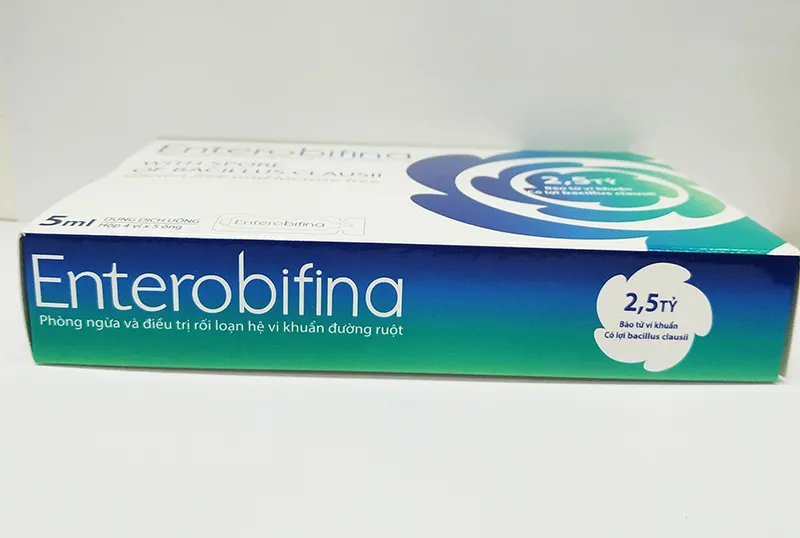 Enterobifina
WITH SPORE
OF BACILLUS CLAUSII
2,5TỶ
Bào tử vi khuẩn
Có lợi bacillus clausii
5ml
DUNG DỊCH UỐNG
Hộp 4 vỉ x 5 ống
Enterobifina
Enterobifina
Phòng ngừa và điều trị rối loạn hệ vi khuẩn đường ruột
2,5TỶ
Bào tử vi khuẩn
Có lợi bacillus clausii